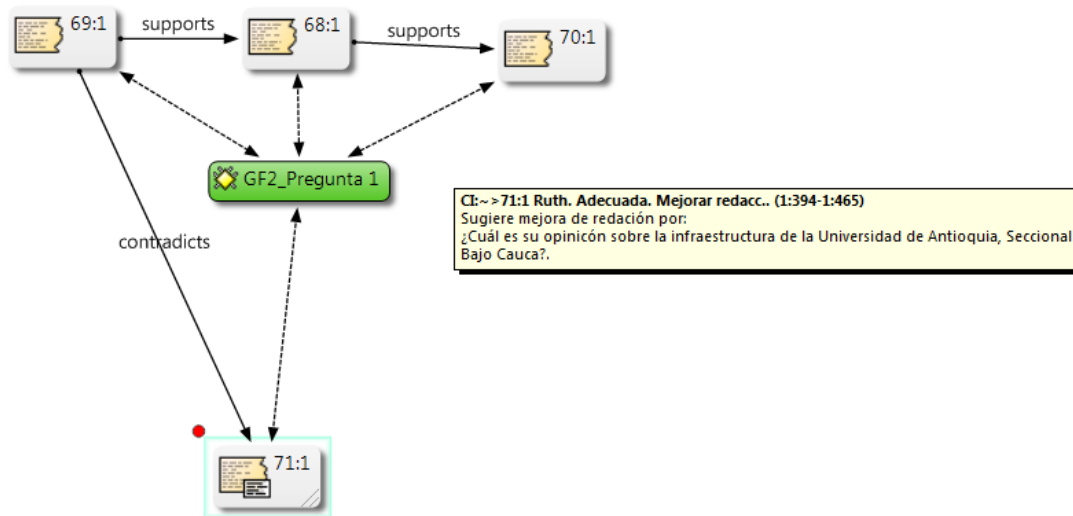 69:1
supports
68:1
supports
70:1
GF2_Pregunta 1
CI:~>71:1 Ruth. Adecuada. Mejorar redacc.. (1:394-1:465)
Sugiere mejora de redación por:
¿Cuál es su opinicón sobre la infraestructura de la Universidad de Antioquia, Seccional
Bajo Cauca?.
contradicts
71:1